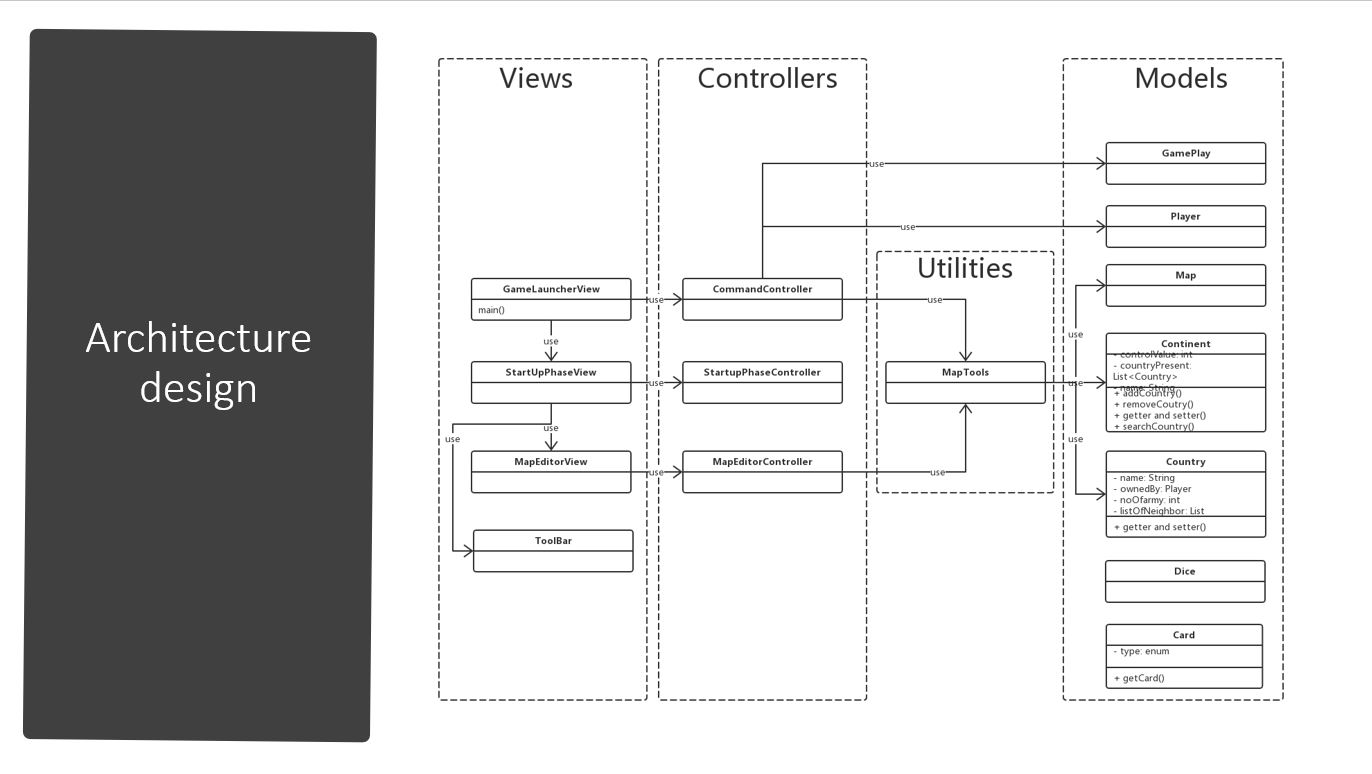 Architecture
design
Views
Controllers
Models
Utilities
GameLauncherView
main()
use
StartUpPhaseView
use
use
MapEditorView
ToolBar
use
use
use
CommandController
StartupPhaseController
MapEditorController
use
use
use
use
MapTools
use
use
use
GamePlay
Player
Map
Continent
- controlValue: int
- countryPresent:
List<Country>
- name: String
+ addCountry()
+ removeCoutry()
+ getter and setter()
+ searchCountry()
Country
- name: String
- ownedBy: Player
- noOfarmy: int
- listOfNeighbor: List
+ getter and setter()
Dice
Card
- type: enum
+ getCard()